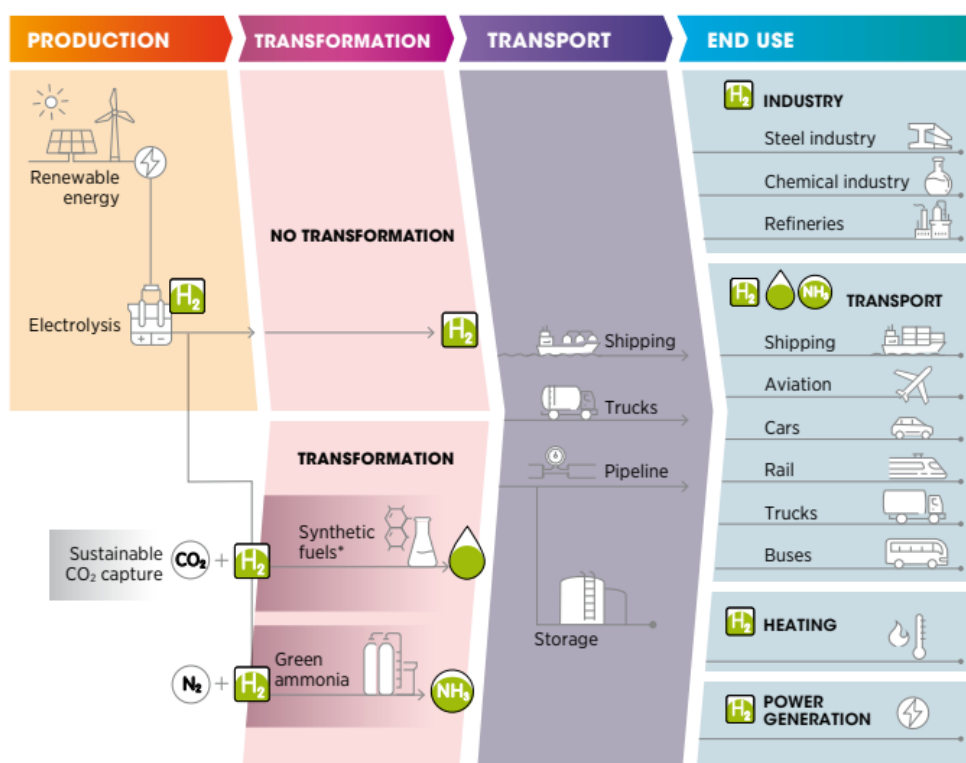 PRODUCTION
TRANSFORMATION
TRANSPORT
END USE
Renewable
energy
Electrolysis
H2
+ −
NO TRANSFORMATION
H2
TRANSFORMATION
Sustainable
CO₂ capture
CO₂ + H2
Synthetic
fuels*
N₂ + H2
Green
ammonia
NH₃
Shipping
Trucks
Pipeline
Storage
H2 INDUSTRY
Steel industry
Chemical industry
Refineries
H2 NH₃ TRANSPORT
Shipping
Aviation
Cars
Rail
Trucks
Buses
H2 HEATING
H2 POWER
GENERATION